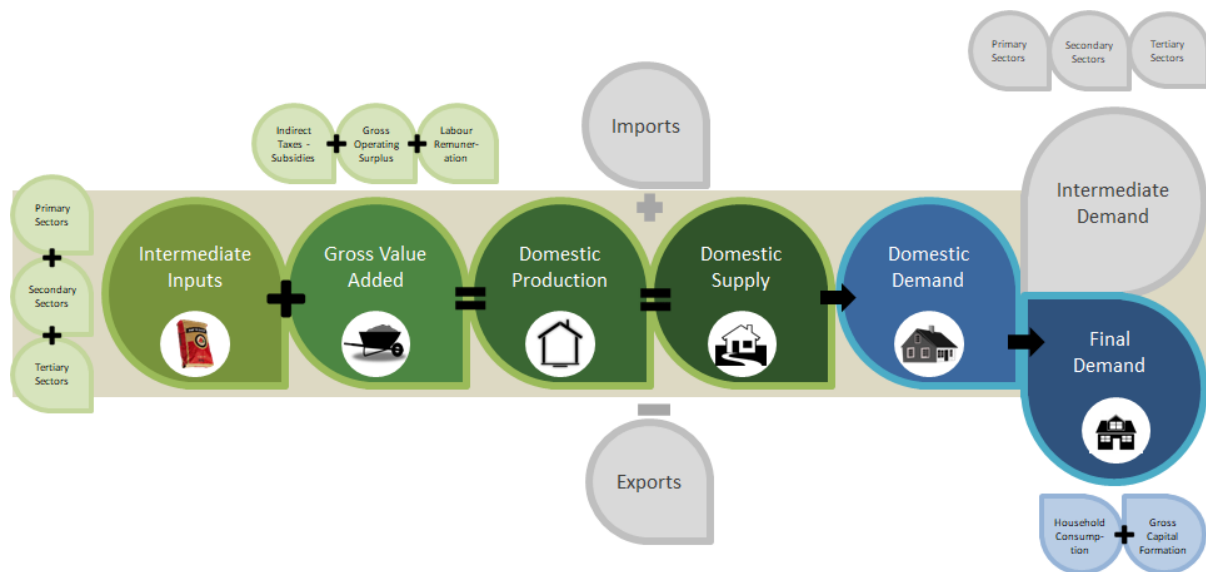 Primary
Sectors
Secondary
Sectors
Tertiary
Sectors
Indirect
Taxes -
Subsidies
Gross
Operating
Surplus
Labour
Remuner-
ation
Imports
Intermediate
Demand
Primary
Sectors
Secondary
Sectors
Tertiary
Sectors
Intermediate
Inputs
Gross Value
Added
Domestic
Production
Domestic
Supply
Domestic
Demand
Final
Demand
Exports
Household
Consump-
tion
Gross
Capital
Formation